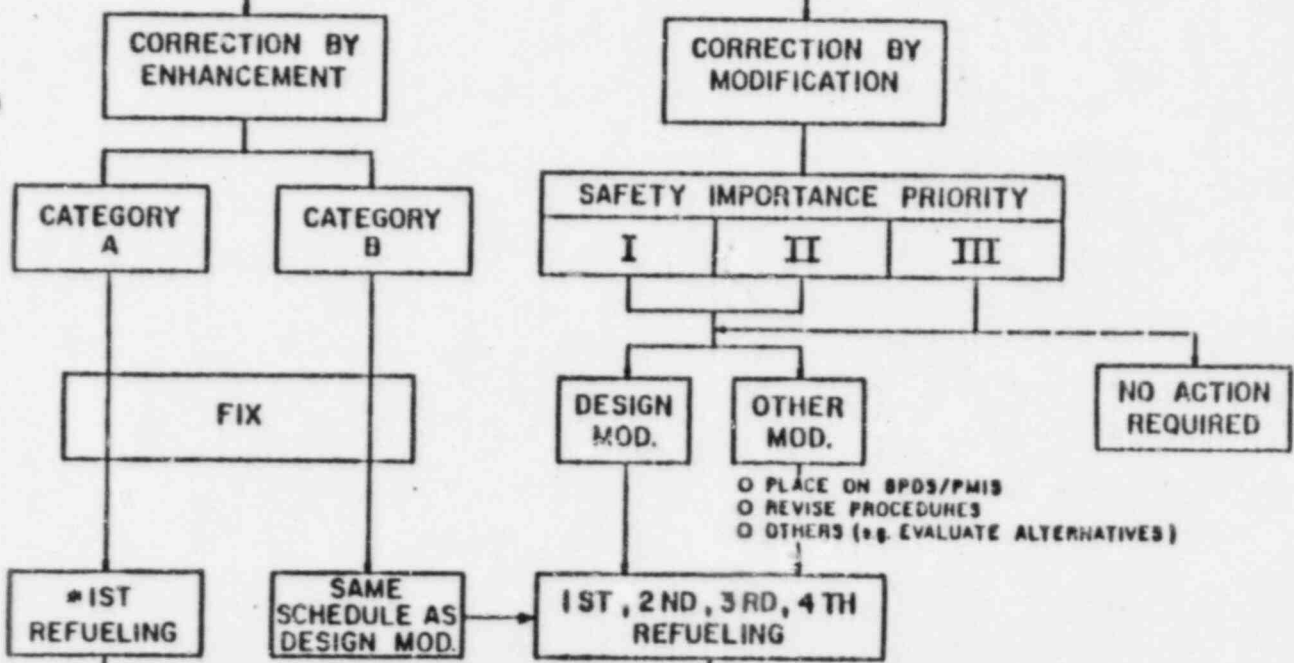 CORRECTION BY
ENHANCEMENT
CORRECTION BY
MODIFICATION
CATEGORY
A
CATEGORY
B
SAFETY IMPORTANCE PRIORITY
I
II
III
FIX
DESIGN
MOD.
OTHER
MOD.
NO ACTION
REQUIRED
O PLACE ON SPDS/PMIS
O REVISE PROCEDURES
O OTHERS (e.g. EVALUATE ALTERNATIVES)
*1ST
REFUELING
SAME
SCHEDULE AS
DESIGN MOD.
1ST, 2ND, 3RD, 4TH
REFUELING